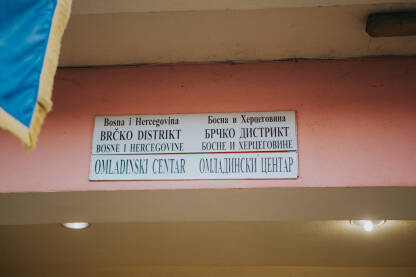 Bosna i Hercegovina Босна и Херцеговина
BRČKO DISTRIKT БРЧКО ДИСТРИКТ
BOSNE I HERCEGOVINE БОСНЕ И ХЕРЦЕГОВИНЕ
OMLADINSKI CENTAR ОМЛАДИНСКИ ЦЕНТАР